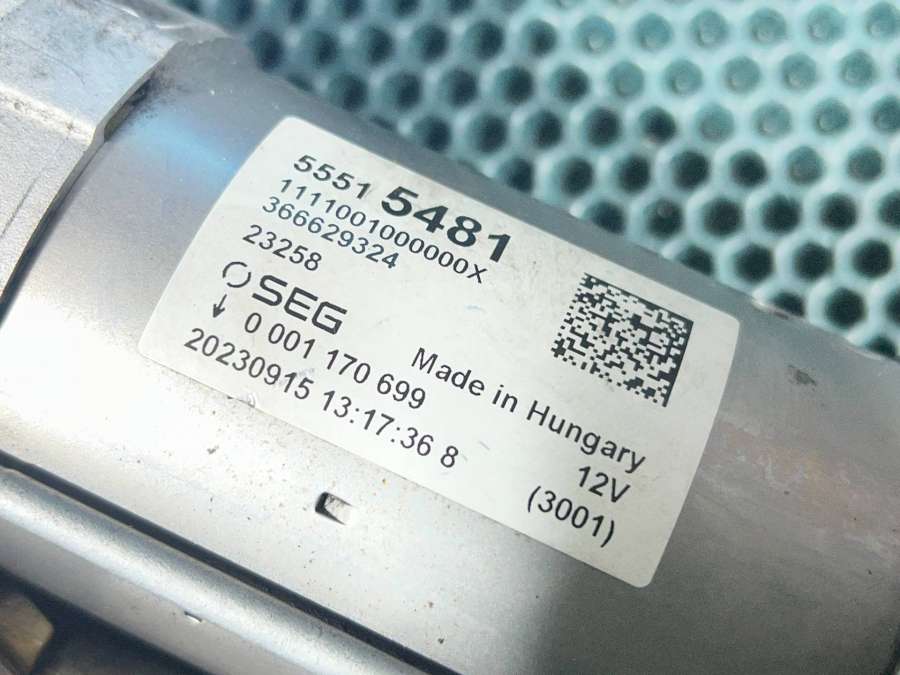 5551 5481
111001000000X
366629324
23258
SEG
0 001 170 699
Made in Hungary
20230915 13:17:36 8
12V
(3001)